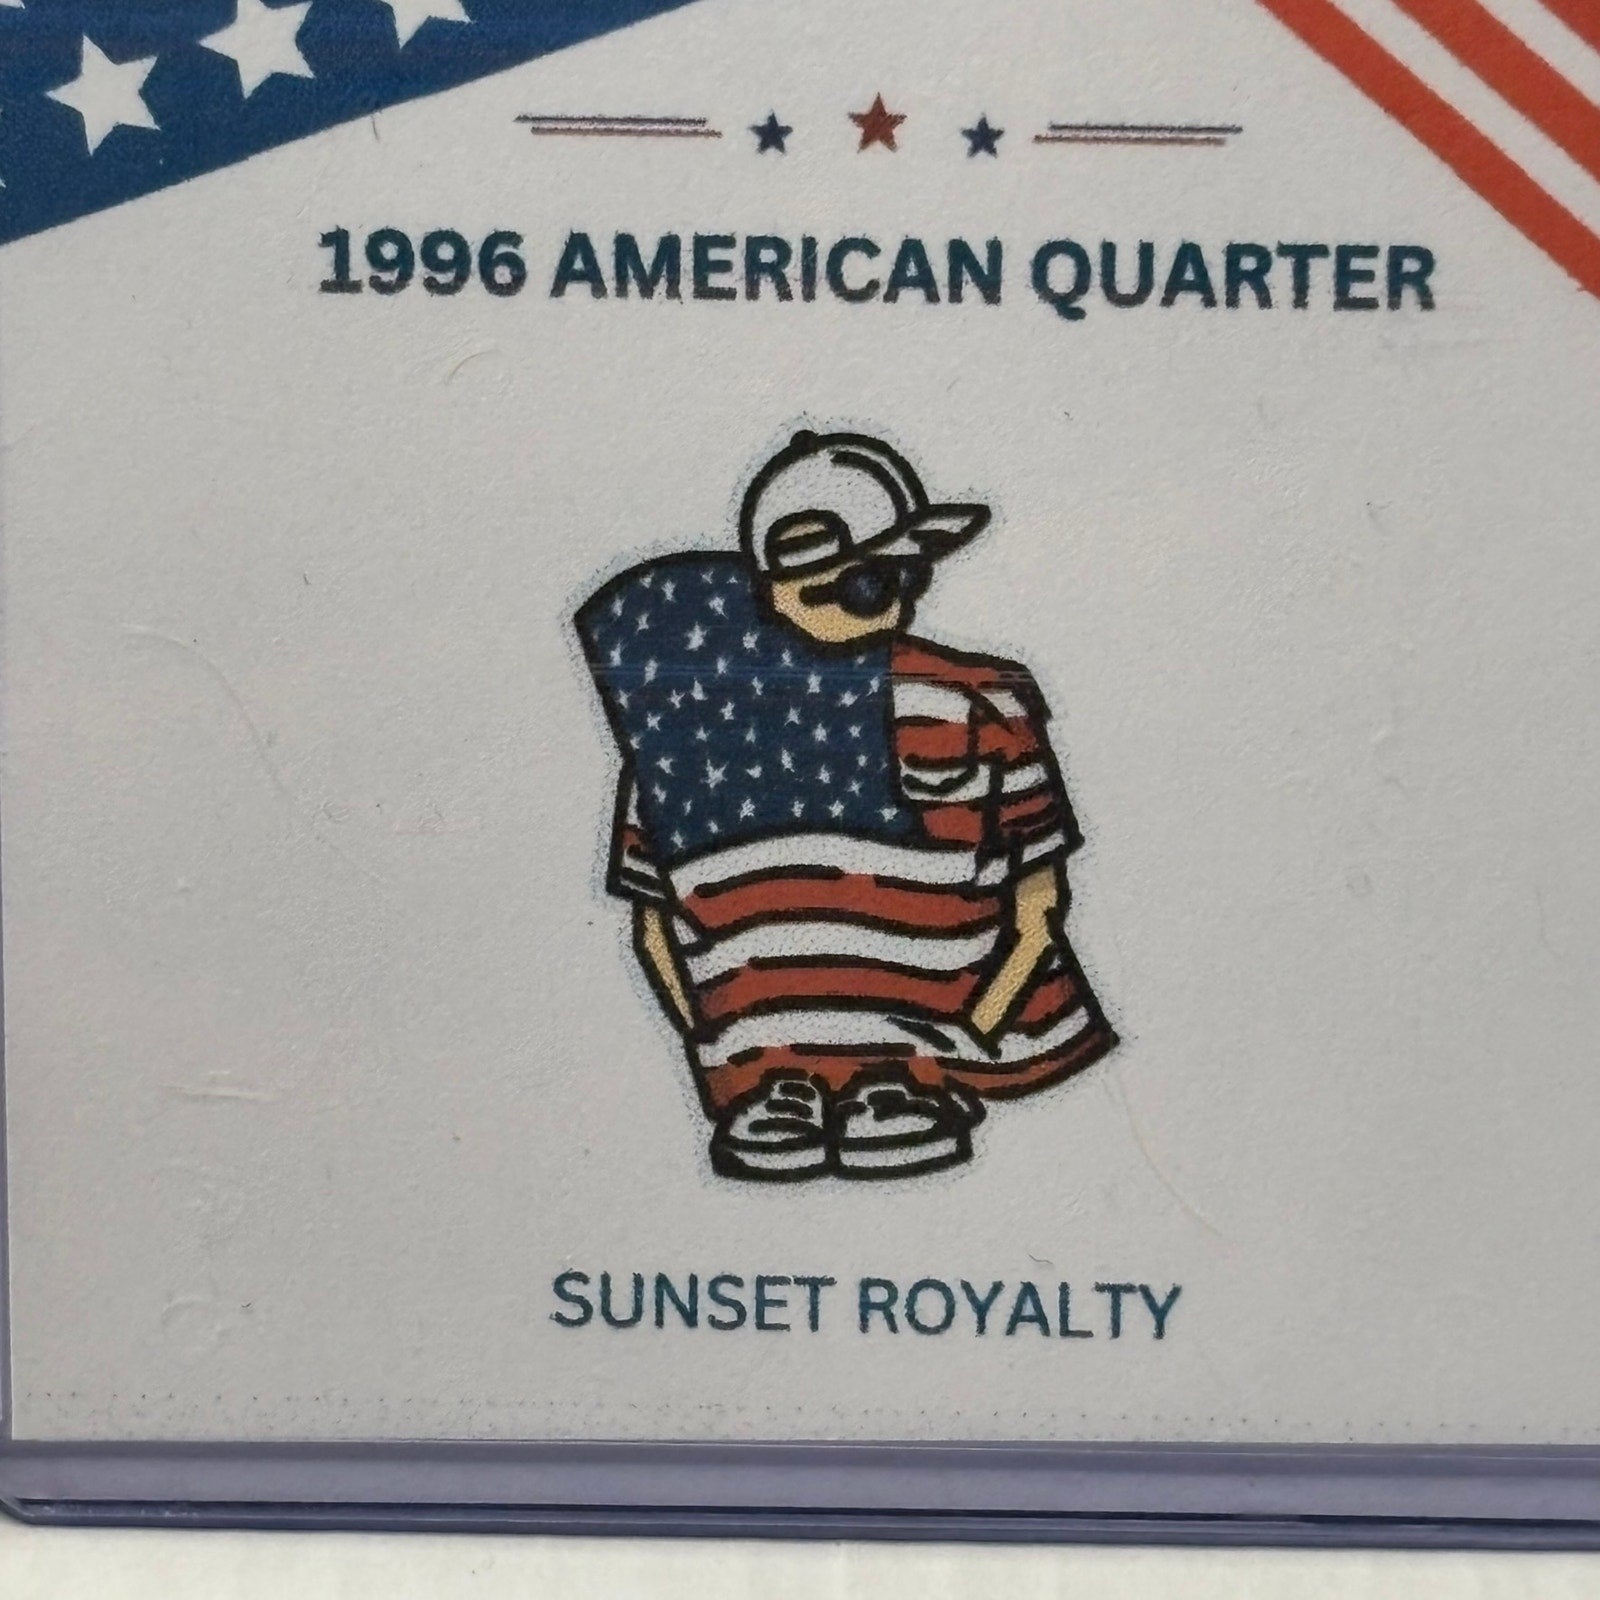 1996 AMERICAN QUARTER
SUNSET ROYALTY